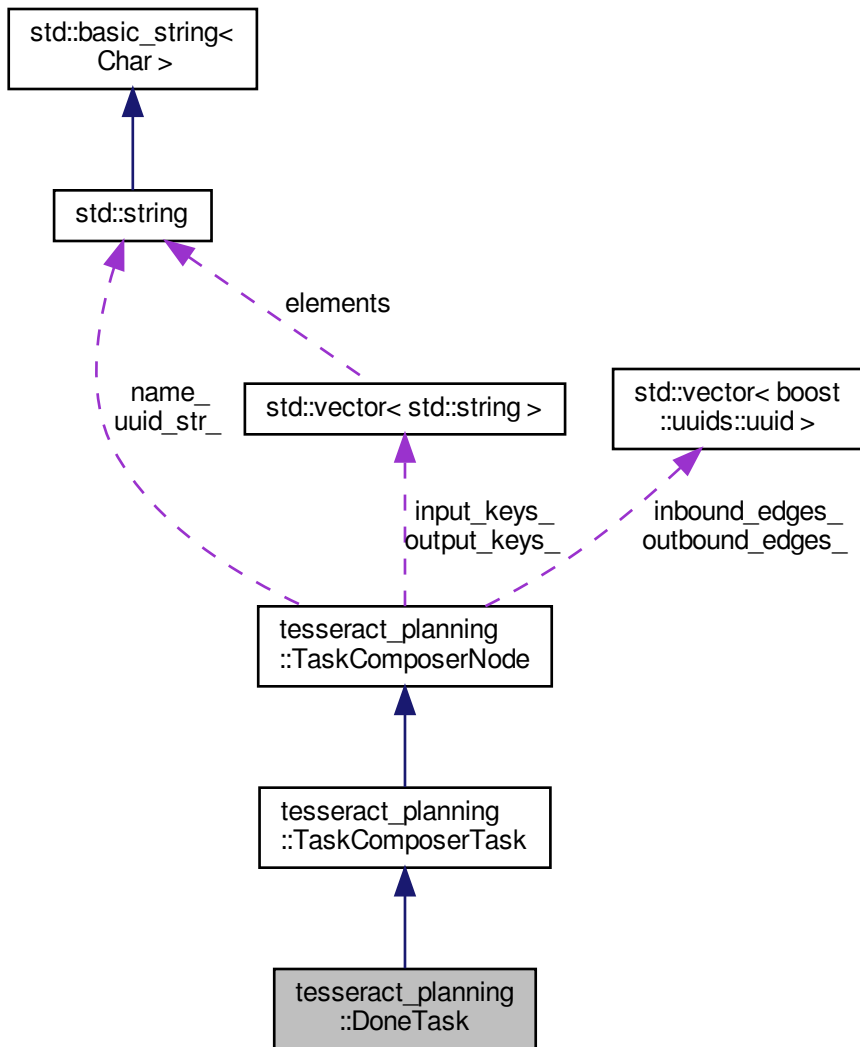 std::basic_string<
Char >
std::string
elements
name_
uuid_str_
std::vector< std::string >
std::vector< boost
::uuids::uuid >
input_keys_
output_keys_
inbound_edges_
outbound_edges_
tesseract_planning
::TaskComposerNode
tesseract_planning
::TaskComposerTask
tesseract_planning
::DoneTask